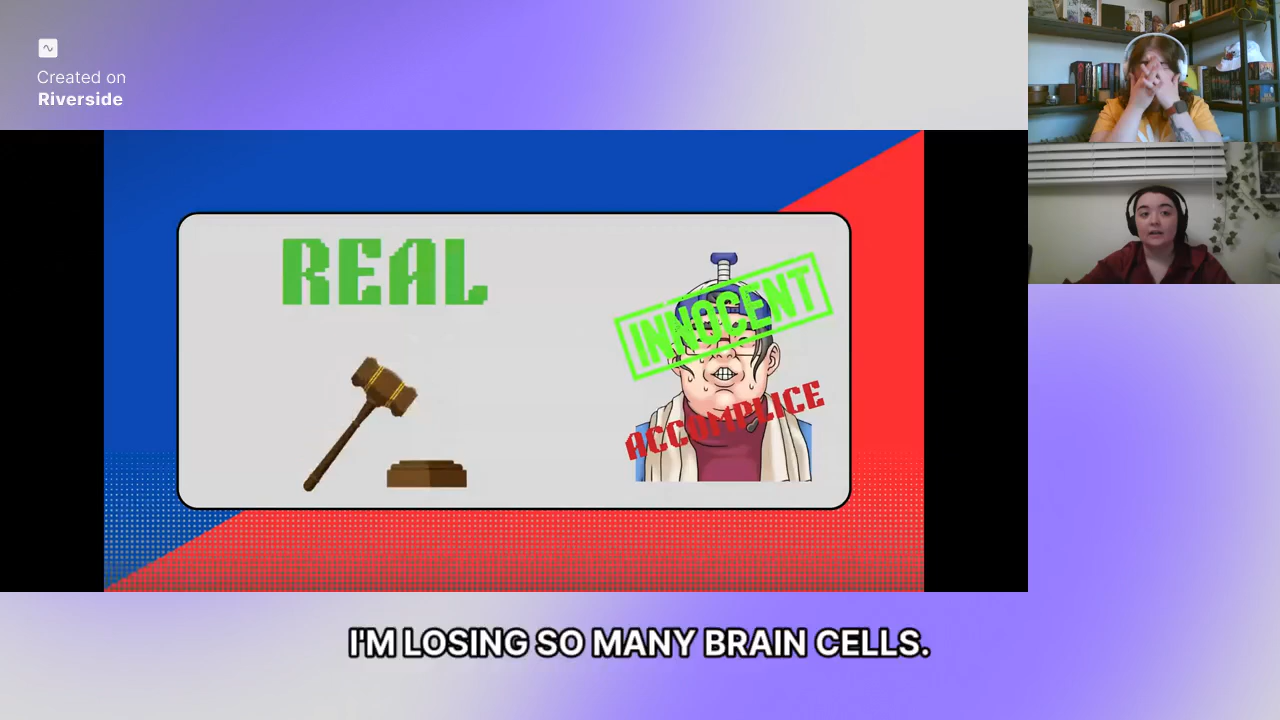 Created on
Riverside
REAL
INNOCENT
ACCOMPLICE
I'M LOSING SO MANY BRAIN CELLS.